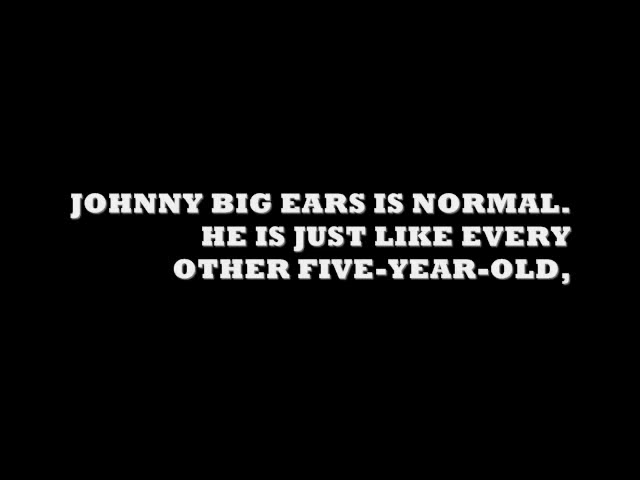 JOHNNY BIG EARS IS NORMAL.
HE IS JUST LIKE EVERY
OTHER FIVE-YEAR-OLD,